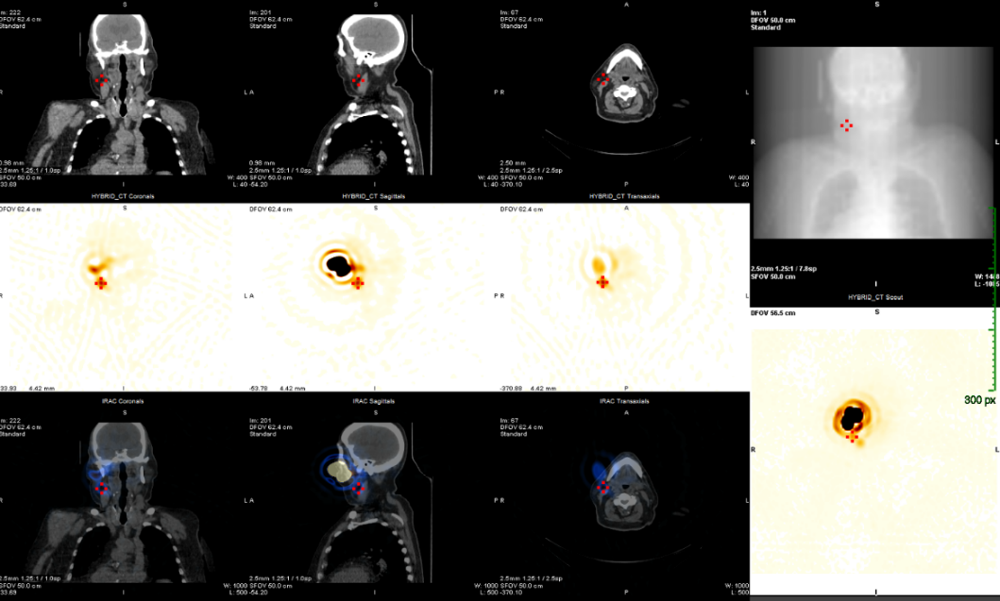 Im: 222
DFOV 62.4 cm
Standard
S
R
0.98 mm
2.5mm 1.25:1 / 1.0sp
SFOV 50.0 cm
33.69
I
HYBRID_CT Coronals
Im: 201
DFOV 62.4 cm
Standard
S
L A
P
0.98 mm
2.5mm 1.25:1 / 1.0sp
W: 400 SFOV 50.0 cm
L: 40 -54.20
I
HYBRID_CT Sagittals
Im: 67
DFOV 62.4 cm
Standard
A
R
L
2.50 mm
2.5mm 1.25:1 / 2.5sp
W: 400 SFOV 50.0 cm
L: 40 -370.10
P
W: 400
L: 40
HYBRID_CT Transaxials
Im: 1
DFOV 50.0 cm
Standard
S
R
L
2.5mm 1.25:1 / 7.8sp
SFOV 50.0 cm
I
HYBRID_CT Scout
DFOV 62.4 cm
S
R
33.93 4.42 mm
I
IRAC Coronals
DFOV 62.4 cm
S
L A
P
-53.78 4.42 mm
I
IRAC Sagittals
DFOV 62.4 cm
A
R
L
-370.88 4.42 mm
P
IRAC Transaxials
DFOV 56.5 cm
S
300 px
R
L
I
Im: 222
DFOV 62.4 cm
Standard
S
R
2.5mm 1.25:1 / 1.0sp
SFOV 50.0 cm
33.69
I
Im: 201
DFOV 62.4 cm
Standard
S
L A
P
2.5mm 1.25:1 / 1.0sp
W: 1000 SFOV 50.0 cm
L: 500 -54.20
I
Im: 67
DFOV 62.4 cm
Standard
A
R
L
2.5mm 1.25:1 / 2.5sp
W: 1000 SFOV 50.0 cm
L: 500 -370.10
P
W: 1000
L: 500